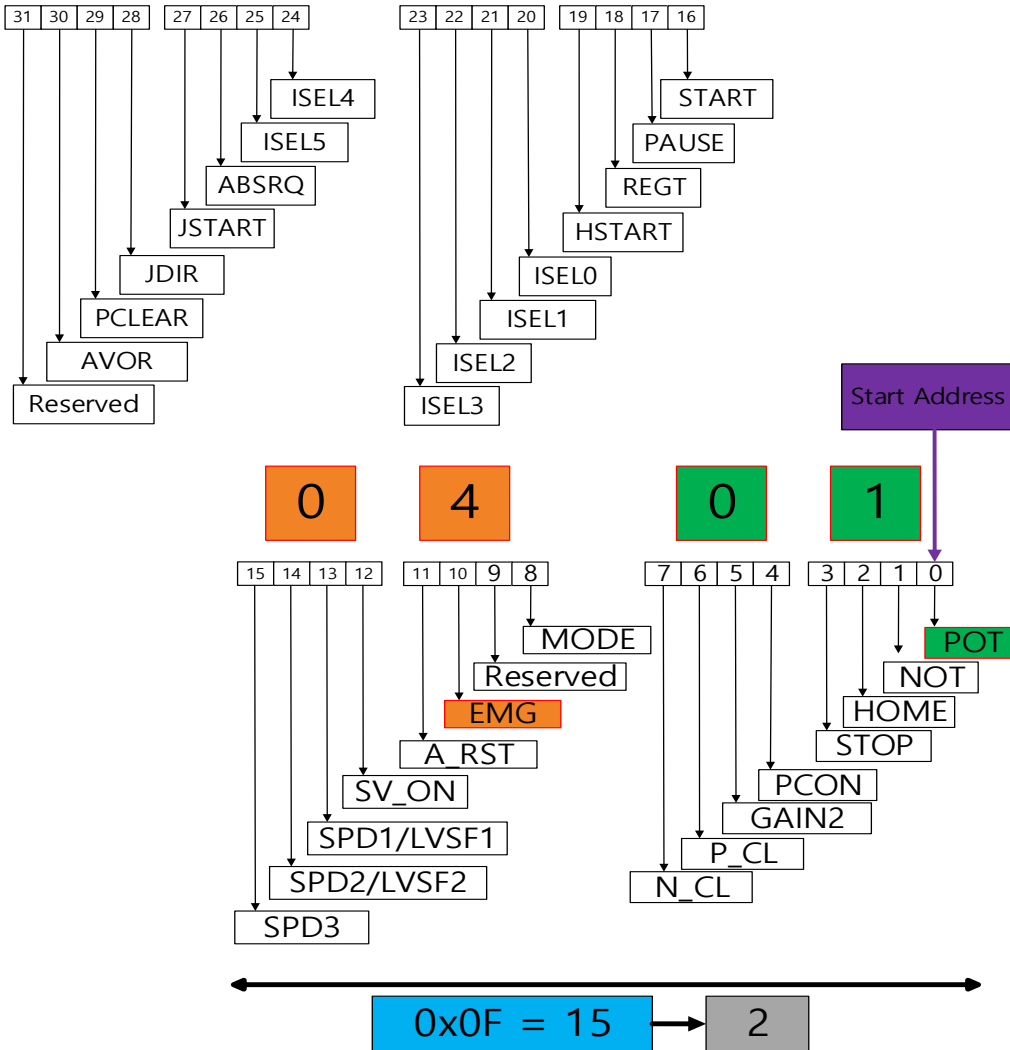 31 30 29 28 27 26 25 24 23 22 21 20 19 18 17 16
ISEL4 START
ISEL5 PAUSE
ABSRQ REGT
JSTART HSTART
JDIR ISEL0
PCLEAR ISEL1
AVOR ISEL2
Reserved ISEL3
Start Address
0 4 0 1
15 14 13 12 11 10 9 8 7 6 5 4 3 2 1 0
MODE POT
Reserved NOT
EMG HOME
A_RST STOP
SV_ON PCON
SPD1/LVSF1 GAIN2
SPD2/LVSF2 P_CL
N_CL
SPD3
0x0F = 15 2